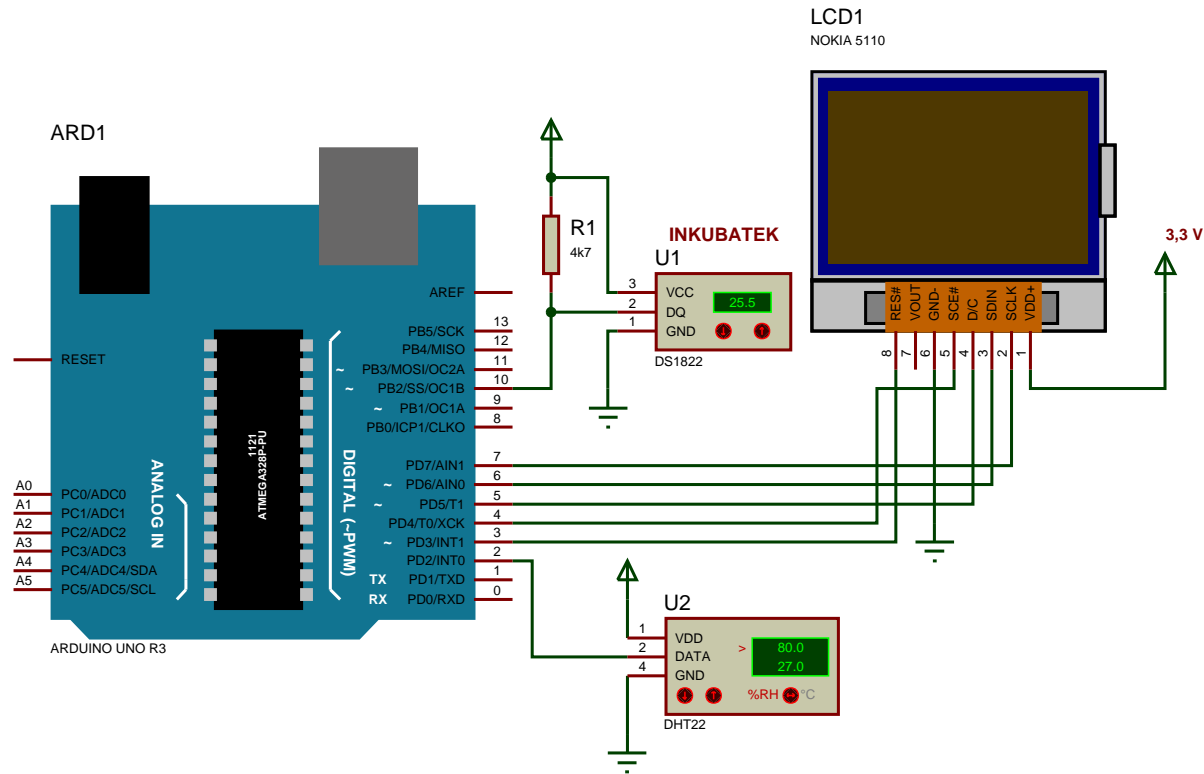 LCD1
NOKIA 5110
ARD1
R1
4k7
INKUBATEK
U1
3 VCC
2 DQ
1 GND
25.5
DS1822
3,3 V
RES#
VOUT
GND-
SCE#
D/C
SDIN
SCLK
VDD+
8
7
6
5
4
3
2
1
RESET
AREF
PB5/SCK 13
PB4/MISO 12
~ PB3/MOSI/OC2A 11
~ PB2/SS/OC1B 10
~ PB1/OC1A 9
PB0/ICP1/CLKO 8
PD7/AIN1 7
~ PD6/AIN0 6
~ PD5/T1 5
PD4/T0/XCK 4
~ PD3/INT1 3
PD2/INT0 2
TX PD1/TXD 1
RX PD0/RXD 0
1121
ATMEGA328P-PU
DIGITAL (~PWM)
ANALOG IN
A0 PC0/ADC0
A1 PC1/ADC1
A2 PC2/ADC2
A3 PC3/ADC3
A4 PC4/ADC4/SDA
A5 PC5/ADC5/SCL
ARDUINO UNO R3
U2
1 VDD
2 DATA
4 GND
> 80.0
27.0
%RH °C
DHT22